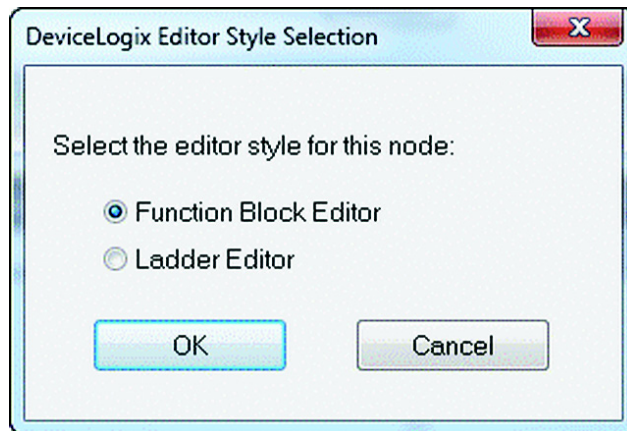 DeviceLogix Editor Style Selection
Select the editor style for this node:
Function Block Editor
Ladder Editor
OK
Cancel